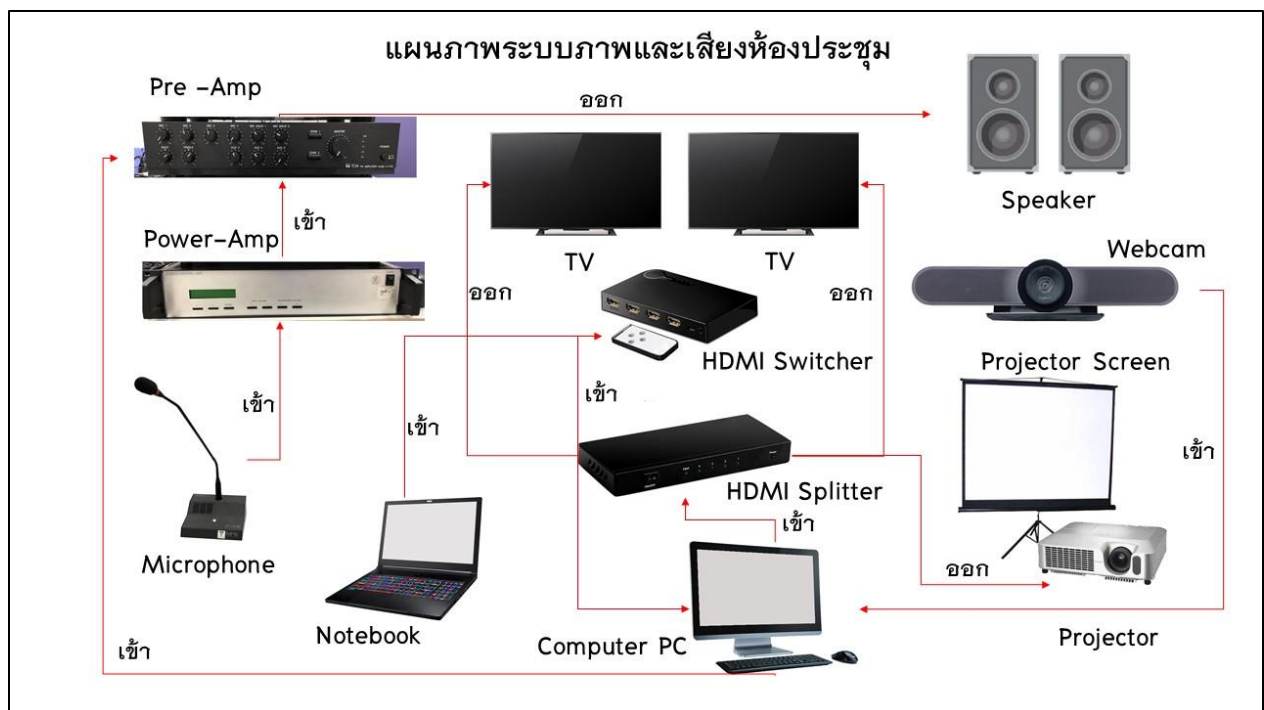 แผนภาพระบบภาพและเสียงห้องประชุม
Pre -Amp
ออก
Speaker
เข้า
Power-Amp
TV
TV
Webcam
ออก
ออก
HDMI Switcher
Projector Screen
เข้า
เข้า
เข้า
เข้า
HDMI Splitter
เข้า
Microphone
ออก
Notebook
Computer PC
Projector
เข้า